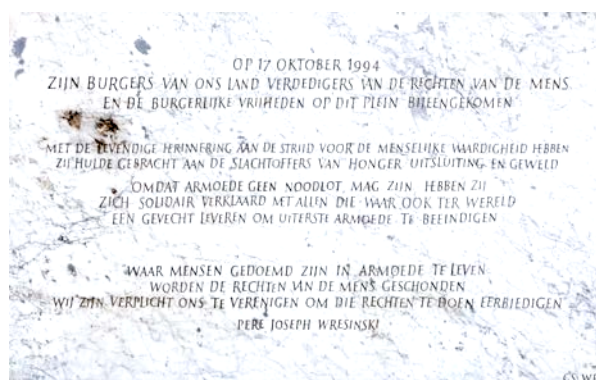 OP 17 OKTOBER 1994
ZIJN BURGERS VAN ONS LAND VERDEDIGERS VAN DE RECHTEN VAN DE MENS
EN DE BURGERLIJKE VRIJHEDEN OP DIT PLEIN BIJEENGEKOMEN
MET DE LEVENDIGE HERINNERING AAN DE STRIJD VOOR DE MENSELIJKE WAARDIGHEID HEBBEN
ZIJ HULDE GEBRACHT AAN DE SLACHTOFFERS VAN HONGER UITSLUITING EN GEWELD
OMDAT ARMOEDE GEEN NOODLOT MAG ZIJN HEBBEN ZIJ
ZICH SOLIDAIR VERKLAARD MET ALLEN DIE WAAR OOK TER WERELD
EEN GEVECHT LEVEREN OM UITERSTE ARMOEDE TE BEEINDIGEN
WAAR MENSEN GEDOEMD ZIJN IN ARMOEDE TE LEVEN
WORDEN DE RECHTEN VAN DE MENS GESCHONDEN
WIJ ZIJN VERPLICHT ONS TE VERENIGEN OM DIE RECHTEN TE DOEN EERBIEDIGEN
PERE JOSEPH WRESINSKI